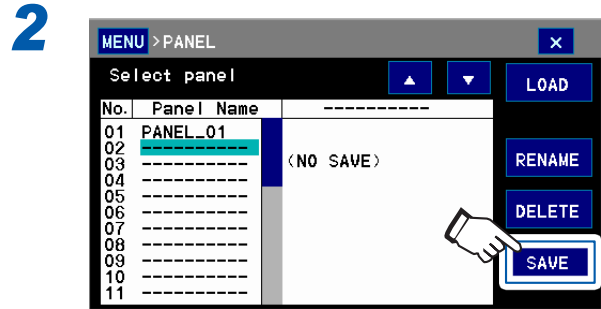 2
MENU > PANEL ×
Select panel ▲ ▼ LOAD
No. Panel Name ----------
01 PANEL_01
02 ----------
03 ---------- (NO SAVE) RENAME
04 ----------
05 ----------
06 ---------- DELETE
07 ----------
08 ----------
09 ---------- SAVE
10 ----------
11 ----------